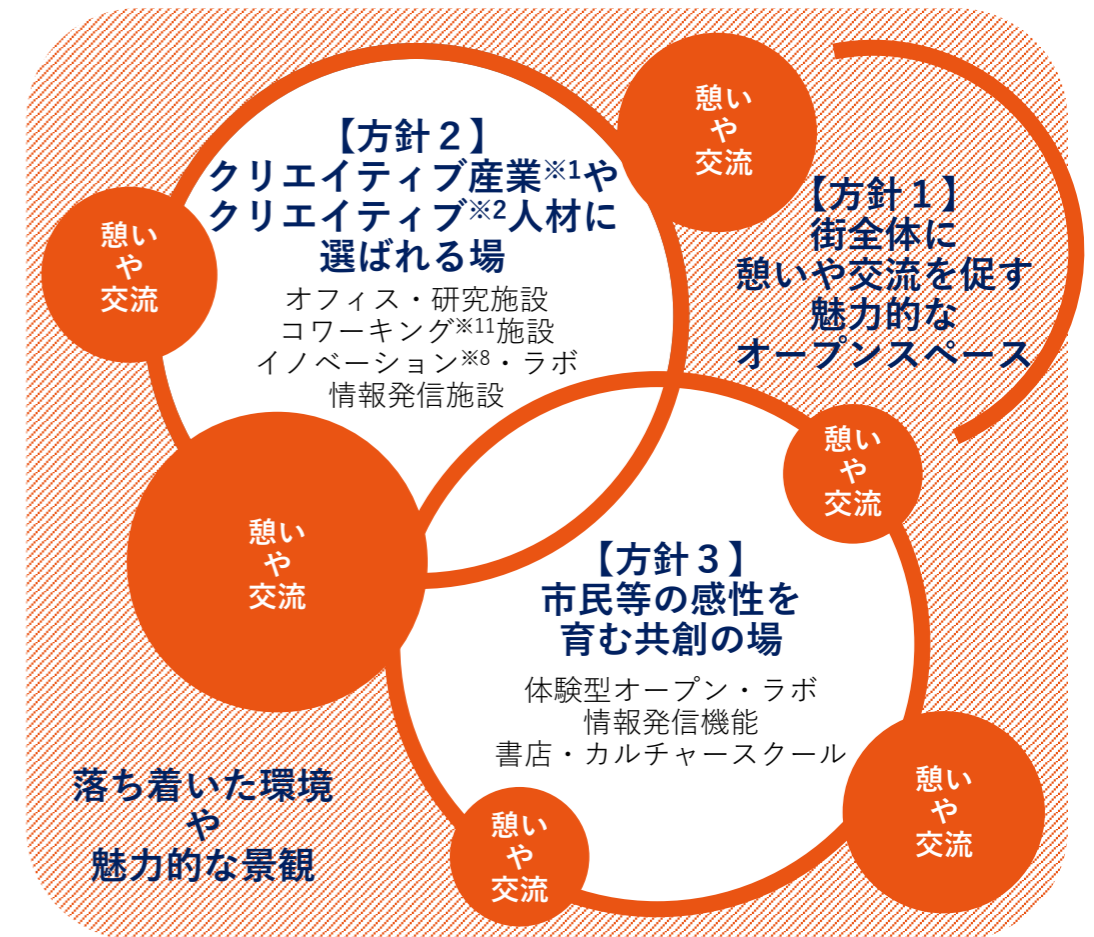 憩い
や
交流
【方針２】
クリエイティブ産業※1や
クリエイティブ※2人材に
選ばれる場
オフィス・研究施設
コワーキング※11施設
イノベーション※8・ラボ
情報発信施設
【方針１】
街全体に
憩いや交流を促す
魅力的な
オープンスペース
憩い
や
交流
憩い
や
交流
憩い
や
交流
【方針３】
市民等の感性を
育む共創の場
体験型オープン・ラボ
情報発信機能
書店・カルチャースクール
落ち着いた環境
や
魅力的な景観
憩い
や
交流
憩い
や
交流